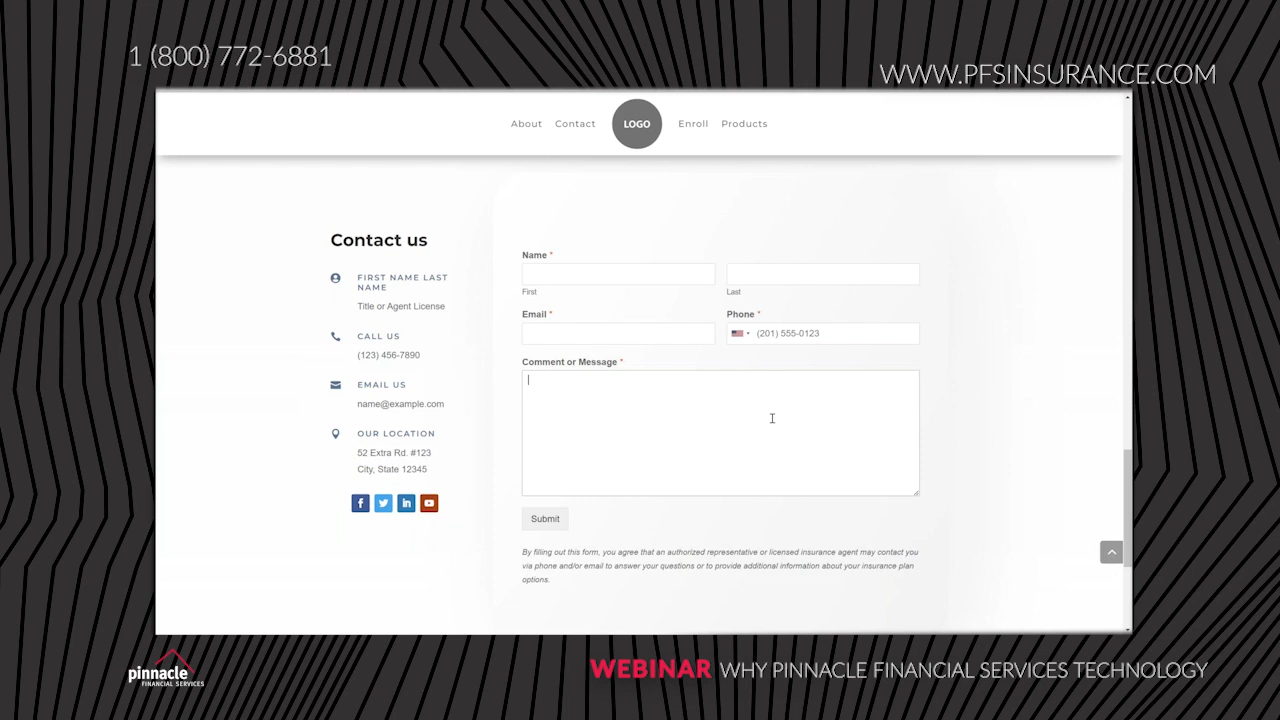 1 (800) 772-6881
WWW.PFSINSURANCE.COM
About Contact LOGO Enroll Products
Contact us
FIRST NAME LAST
NAME
Title or Agent License
CALL US
(123) 456-7890
EMAIL US
name@example.com
OUR LOCATION
52 Extra Rd. #123
City, State 12345
f
in
Name *
First
Last
Email *
Phone *
(201) 555-0123
Comment or Message *
Submit
By filling out this form, you agree that an authorized representative or licensed insurance agent may contact you
via phone and/or email to answer your questions or to provide additional information about your insurance plan
options.
pinnacle
FINANCIAL SERVICES
WEBINAR WHY PINNACLE FINANCIAL SERVICES TECHNOLOGY